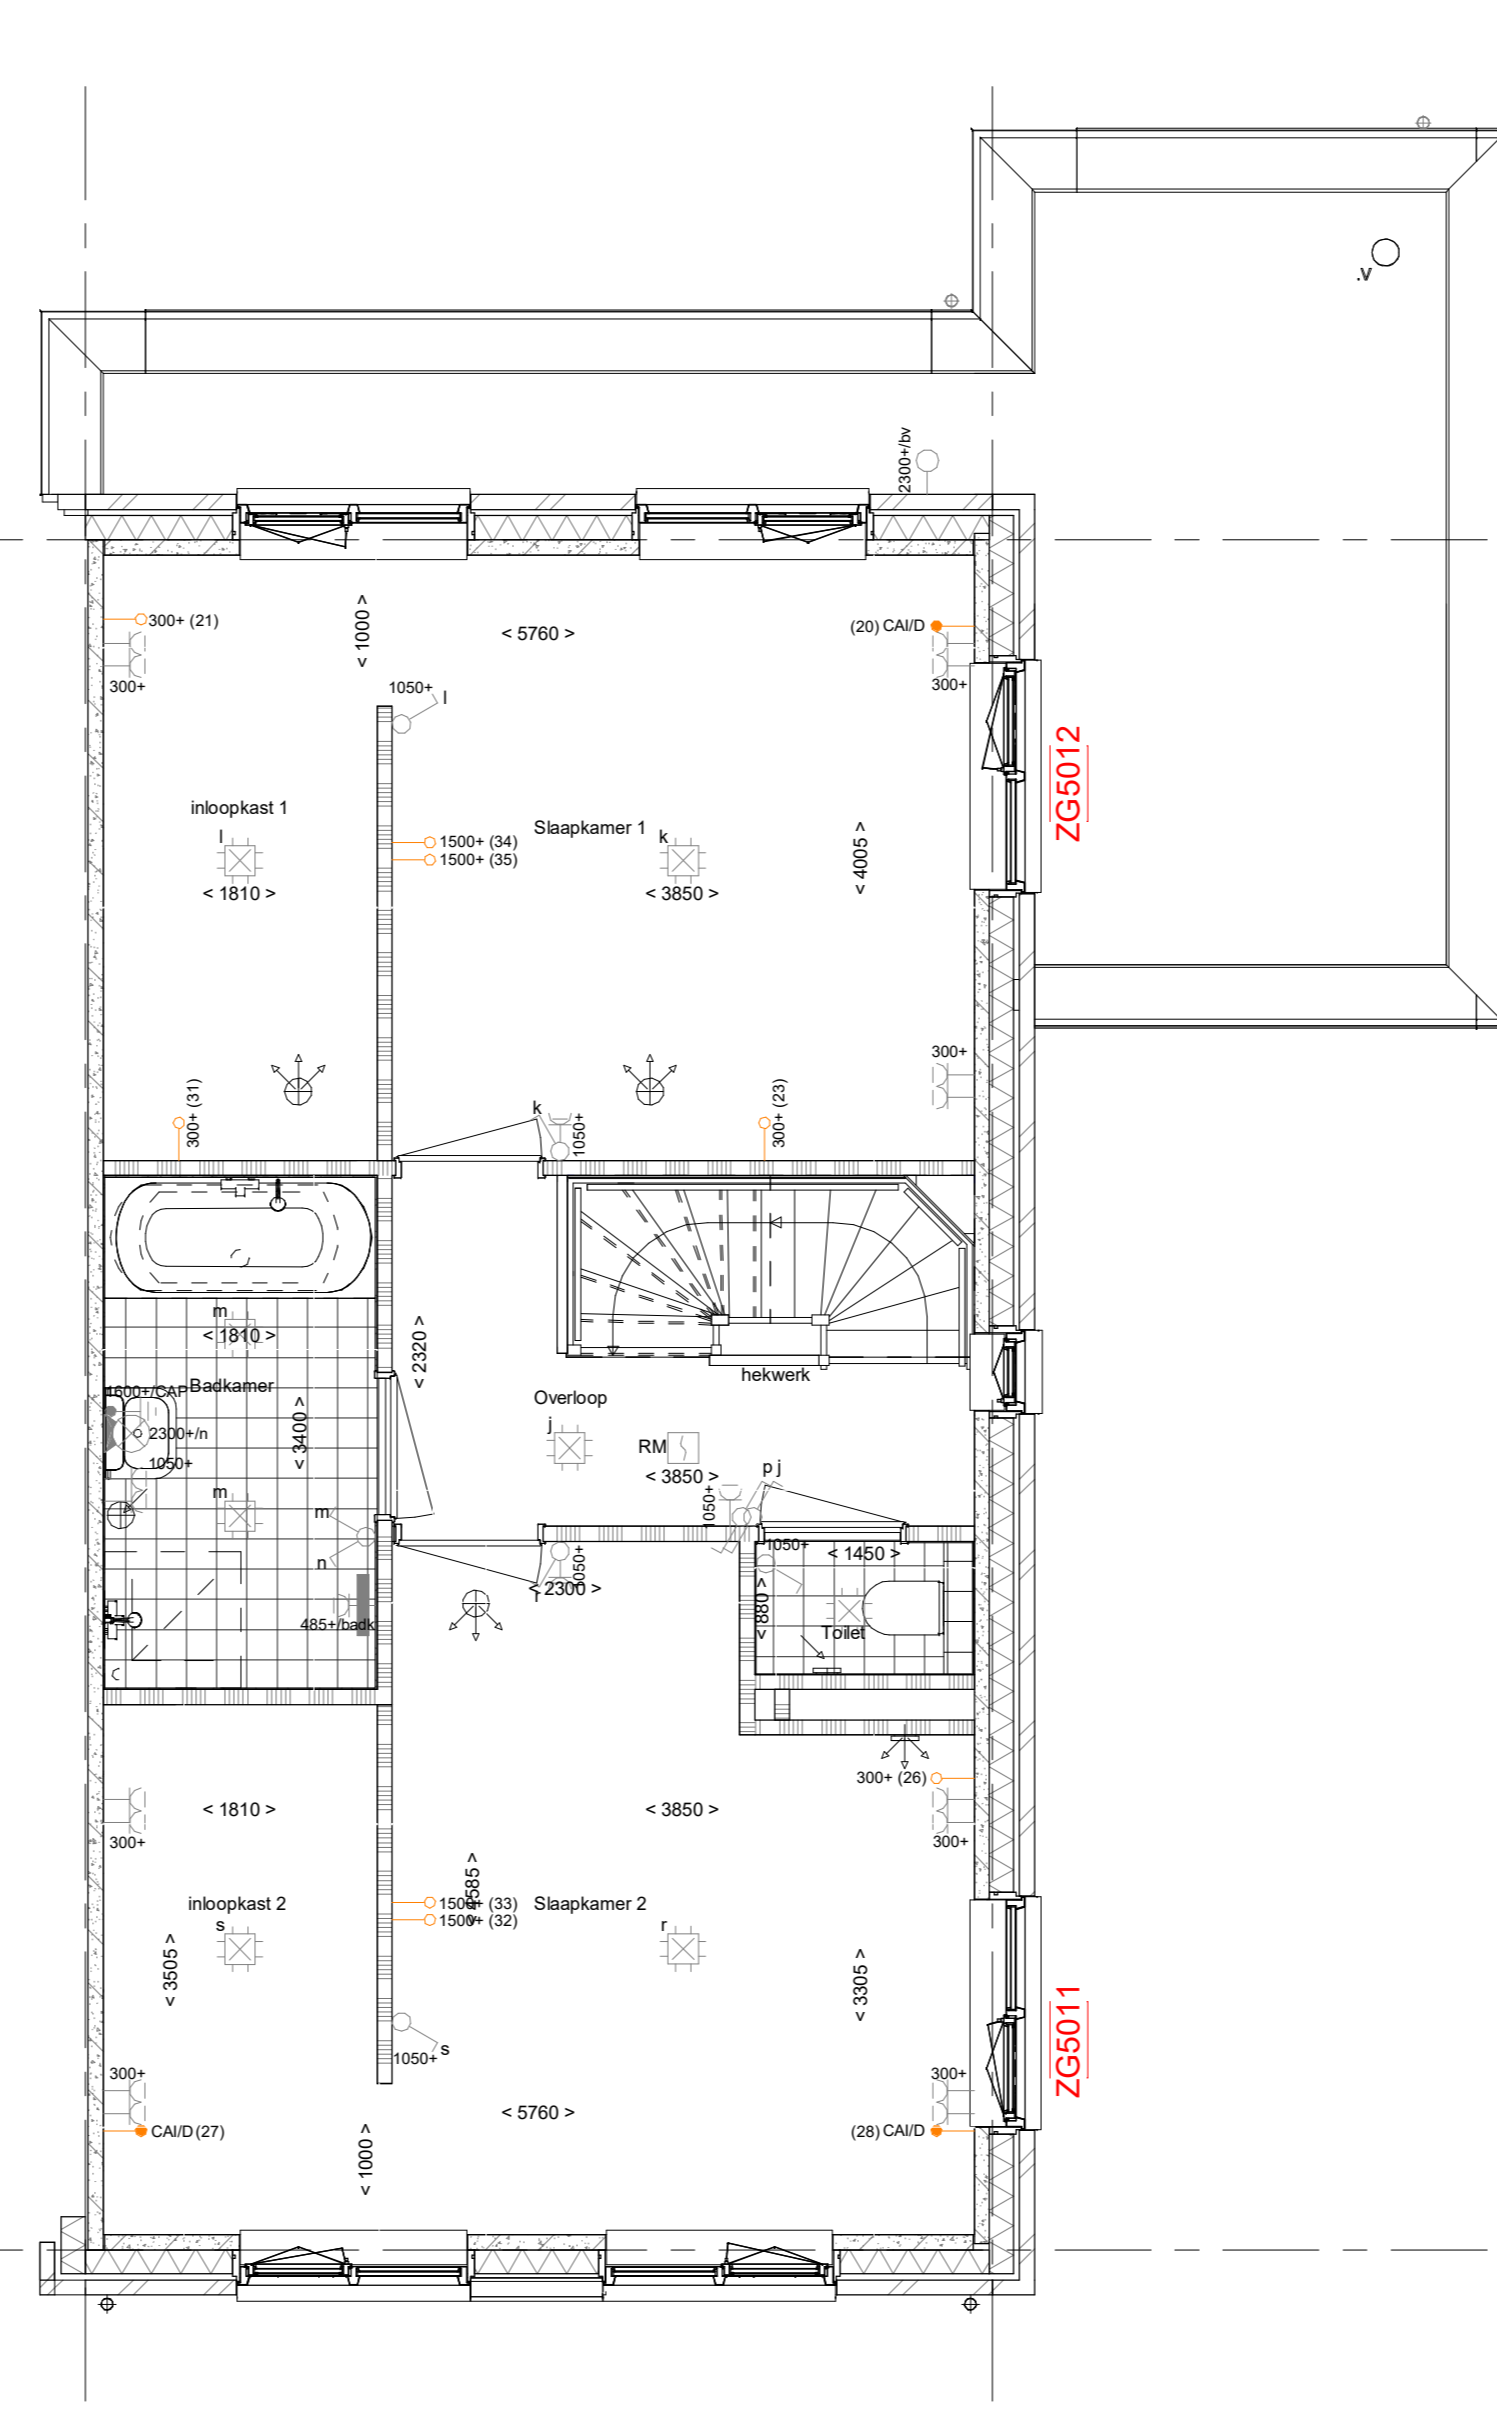 .V
2300+/bv
300+ (21)
300+
< 1000 >
< 5760 >
(20) CAI/D
300+
1050+
l
ZG5012
inloopkast 1
l
< 1810 >
1500+ (34)
1500+ (35)
Slaapkamer 1
k
< 3850 >
< 4005 >
300+
300+ (31)
k
1050+
300+ (23)
m
< 1810 >
< 2320 >
hekwerk
1600+/CAP
Badkamer
Overloop
2300+/n
< 3400 >
j
RM
1050+
< 3850 >
p j
m
m
1050+
n
1050+
1050+
< 1450 >
< 2300 >
< 880 >
485+/badk
Toilet
300+ (26)
< 1810 >
< 3850 >
300+
300+
inloopkast 2
s
1500+ (33)
1500+ (32)
Slaapkamer 2
r
< 3505 >
< 3305 >
ZG5011
s
1050+
300+
300+
CAI/D (27)
< 5760 >
(28) CAI/D
< 1000 >